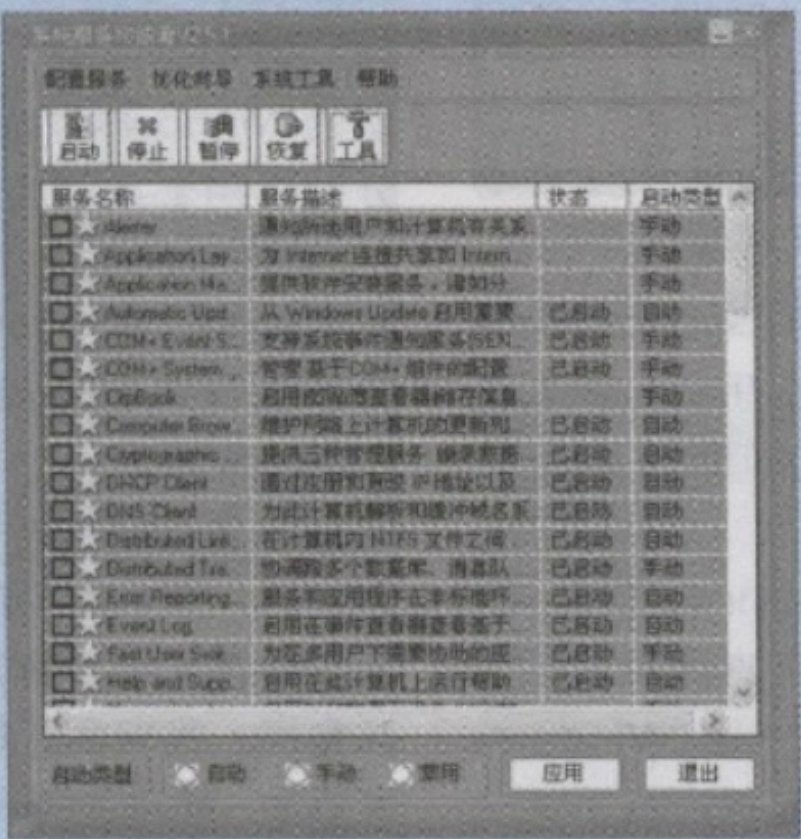 配置服务 优化向导 系统工具 帮助
启动 停止 暂停 恢复 工具
服务名称 服务描述 状态 启动类型
Alerter 通知所选用户和计算机有关系 手动
Application Lay... 为 Internet 连接共享和 Intern... 手动
Application Ma... 提供软件安装服务，诸如分... 手动
Automatic Upd... 从 Windows Update 启用重要... 已启动 自动
COM+ Event S... 支持系统事件通知服务(SEN... 已启动 手动
COM+ System... 管理 基于COM+ 组件的配置... 已启动 手动
ClipBook 启用 查看器 储存信息 手动
Computer Brow... 维护网络上计算机的更新列... 已启动 自动
Cryptographic... 提供三种管理服务 已启动 自动
DHCP Client 通过注册和更改 IP 地址以及... 已启动 自动
DNS Client 为此计算机解析和缓冲域名系 已启动 自动
Distributed Link... 在计算机内 NTFS 文件之间... 已启动 自动
Distributed Tra... 协调跨多个数据库、消息队... 已启动 手动
Error Reporting... 服务和应用程序在非标准环... 已启动 自动
Event Log 启用在事件查看器查看基于... 已启动 自动
Fast User Swit... 为在多用户下需要协助的应... 已启动 手动
Help and Supp... 启用在此计算机上运行帮助... 已启动 自动
启动类型 自动 手动 禁用 应用 退出